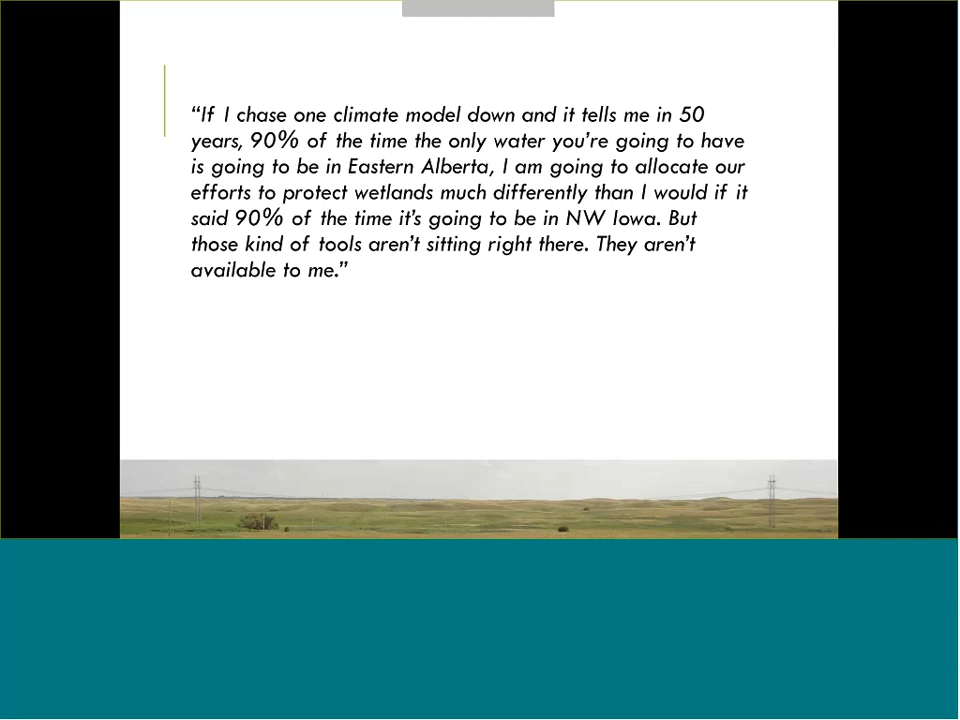 “If I chase one climate model down and it tells me in 50
years, 90% of the time the only water you’re going to have
is going to be in Eastern Alberta, I am going to allocate our
efforts to protect wetlands much differently than I would if it
said 90% of the time it’s going to be in NW Iowa. But
those kind of tools aren’t sitting right there. They aren’t
available to me.”